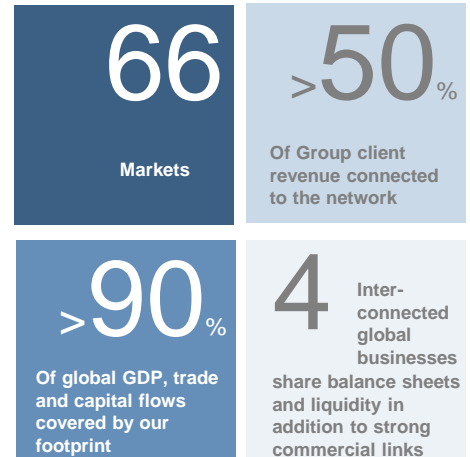 66
Markets
>50%
Of Group client
revenue connected
to the network
>90%
Of global GDP, trade
and capital flows
covered by our
footprint
4
Inter-
connected
global
businesses
share balance sheets
and liquidity in
addition to strong
commercial links